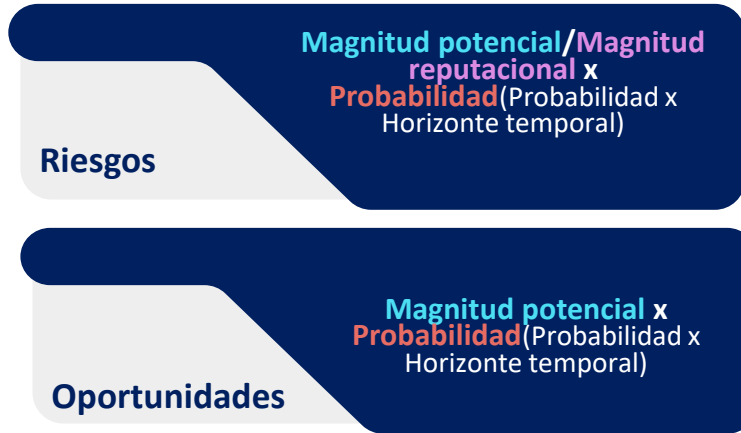 Magnitud potencial/Magnitud
reputacional x
Probabilidad(Probabilidad x
Horizonte temporal)
Riesgos
Magnitud potencial x
Probabilidad(Probabilidad x
Horizonte temporal)
Oportunidades